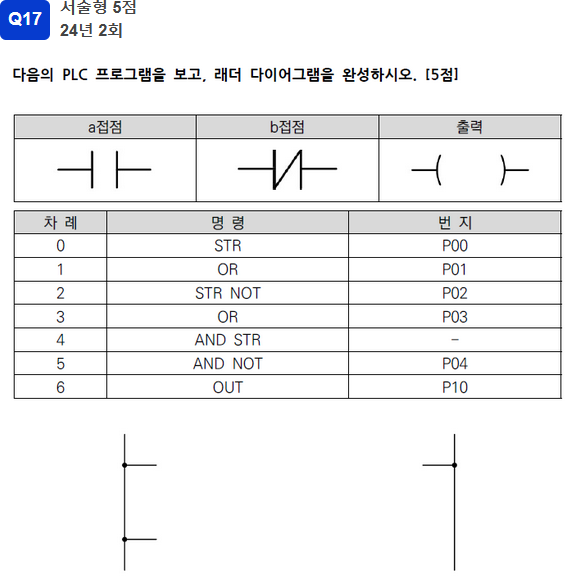 Q17 서술형 5점
24년 2회
다음의 PLC 프로그램을 보고, 래더 다이어그램을 완성하시오. [5점]
a접점 b접점 출력
차 례 명 령 번 지
0 STR P00
1 OR P01
2 STR NOT P02
3 OR P03
4 AND STR –
5 AND NOT P04
6 OUT P10